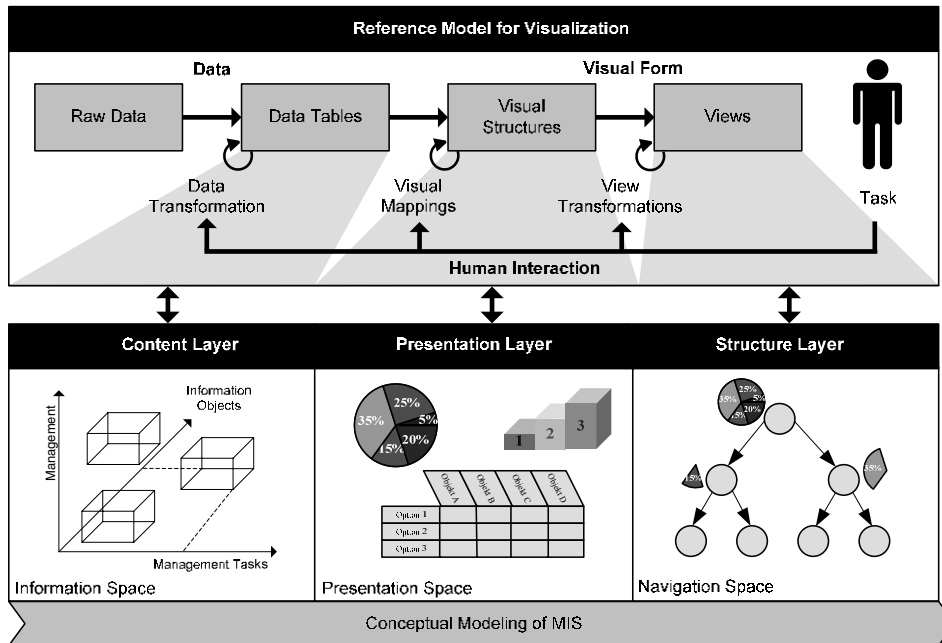 Reference Model for Visualization
Data
Visual Form
Raw Data
Data Tables
Visual
Structures
Views
Data
Transformation
Visual
Mappings
View
Transformations
Task
Human Interaction
Content Layer
Presentation Layer
Structure Layer
Management
Information
Objects
Management Tasks
Information Space
35%
25%
5%
20%
15%
1
2
3
Objekt A
Objekt B
Objekt C
Objekt D
Option 1
Option 2
Option 3
Presentation Space
25%
35%
5%
20%
15%
15%
35%
Navigation Space
Conceptual Modeling of MIS